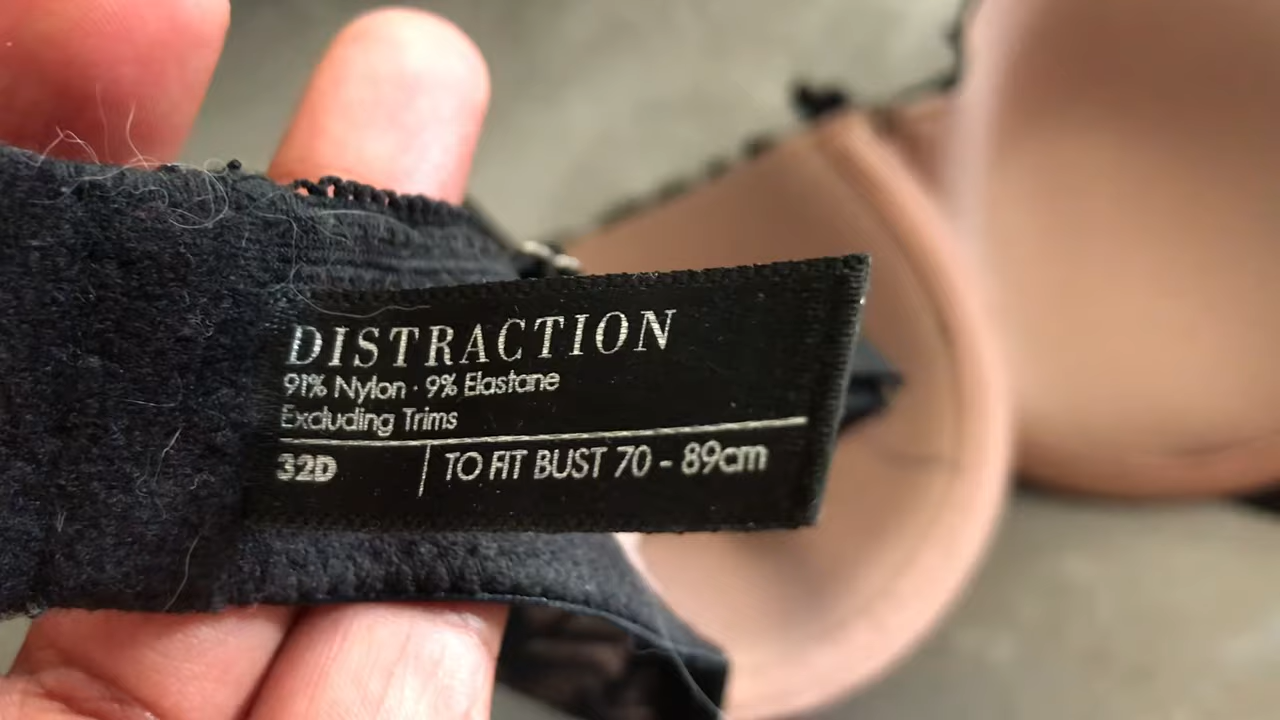 DISTRACTION
91% Nylon · 9% Elastane
Excluding Trims
32D | TO FIT BUST 70 - 89cm